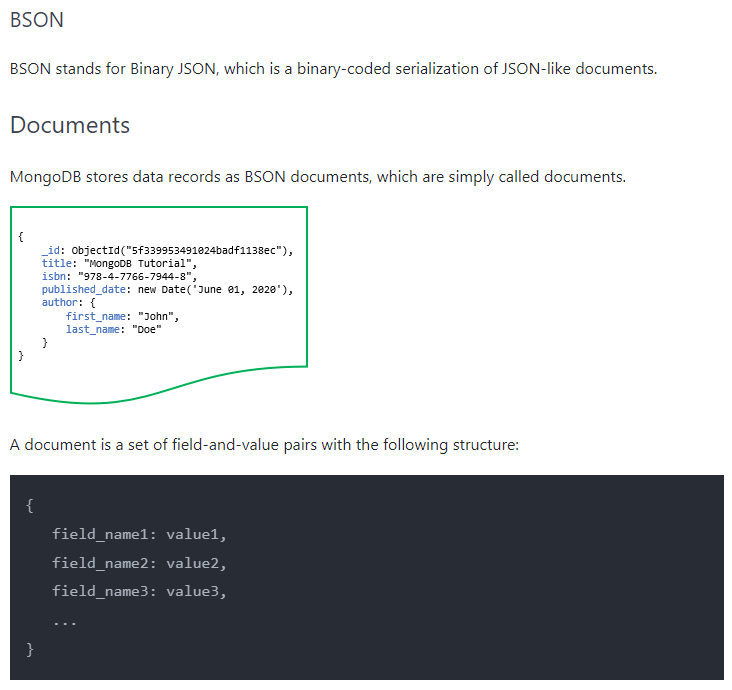 BSON
BSON stands for Binary JSON, which is a binary-coded serialization of JSON-like documents.
Documents
MongoDB stores data records as BSON documents, which are simply called documents.
{
_id: ObjectId("5f339953491024badf1138ec"),
title: "MongoDB Tutorial",
isbn: "978-4-7766-7944-8",
published_date: new Date('June 01, 2020'),
author: {
first_name: "John",
last_name: "Doe"
}
}
A document is a set of field-and-value pairs with the following structure:
{
field_name1: value1,
field_name2: value2,
field_name3: value3,
...
}